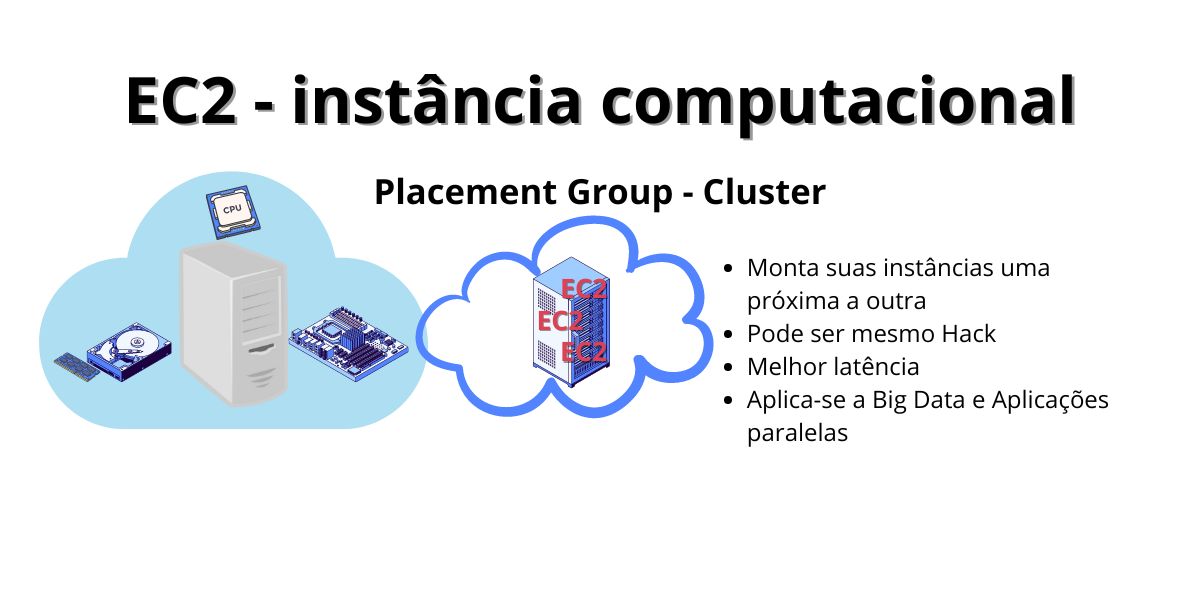 EC2 - instância computacional
Placement Group - Cluster
CPU
EC2
EC2
EC2
• Monta suas instâncias uma
próxima a outra
• Pode ser mesmo Hack
• Melhor latência
• Aplica-se a Big Data e Aplicações
paralelas